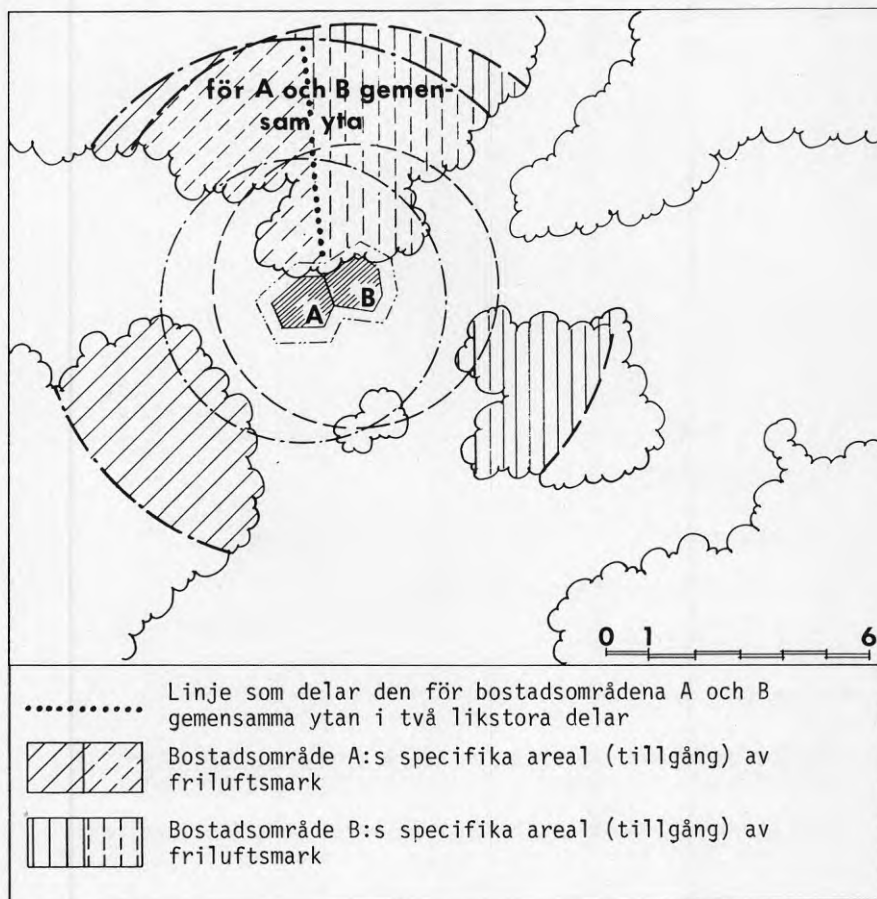 för A och B gemen-
sam yta
A
B
0 1 6
Linje som delar den för bostadsområdena A och B
gemensamma ytan i två likstora delar
Bostadsområde A:s specifika areal (tillgång) av
friluftsmark
Bostadsområde B:s specifika areal (tillgång) av
friluftsmark